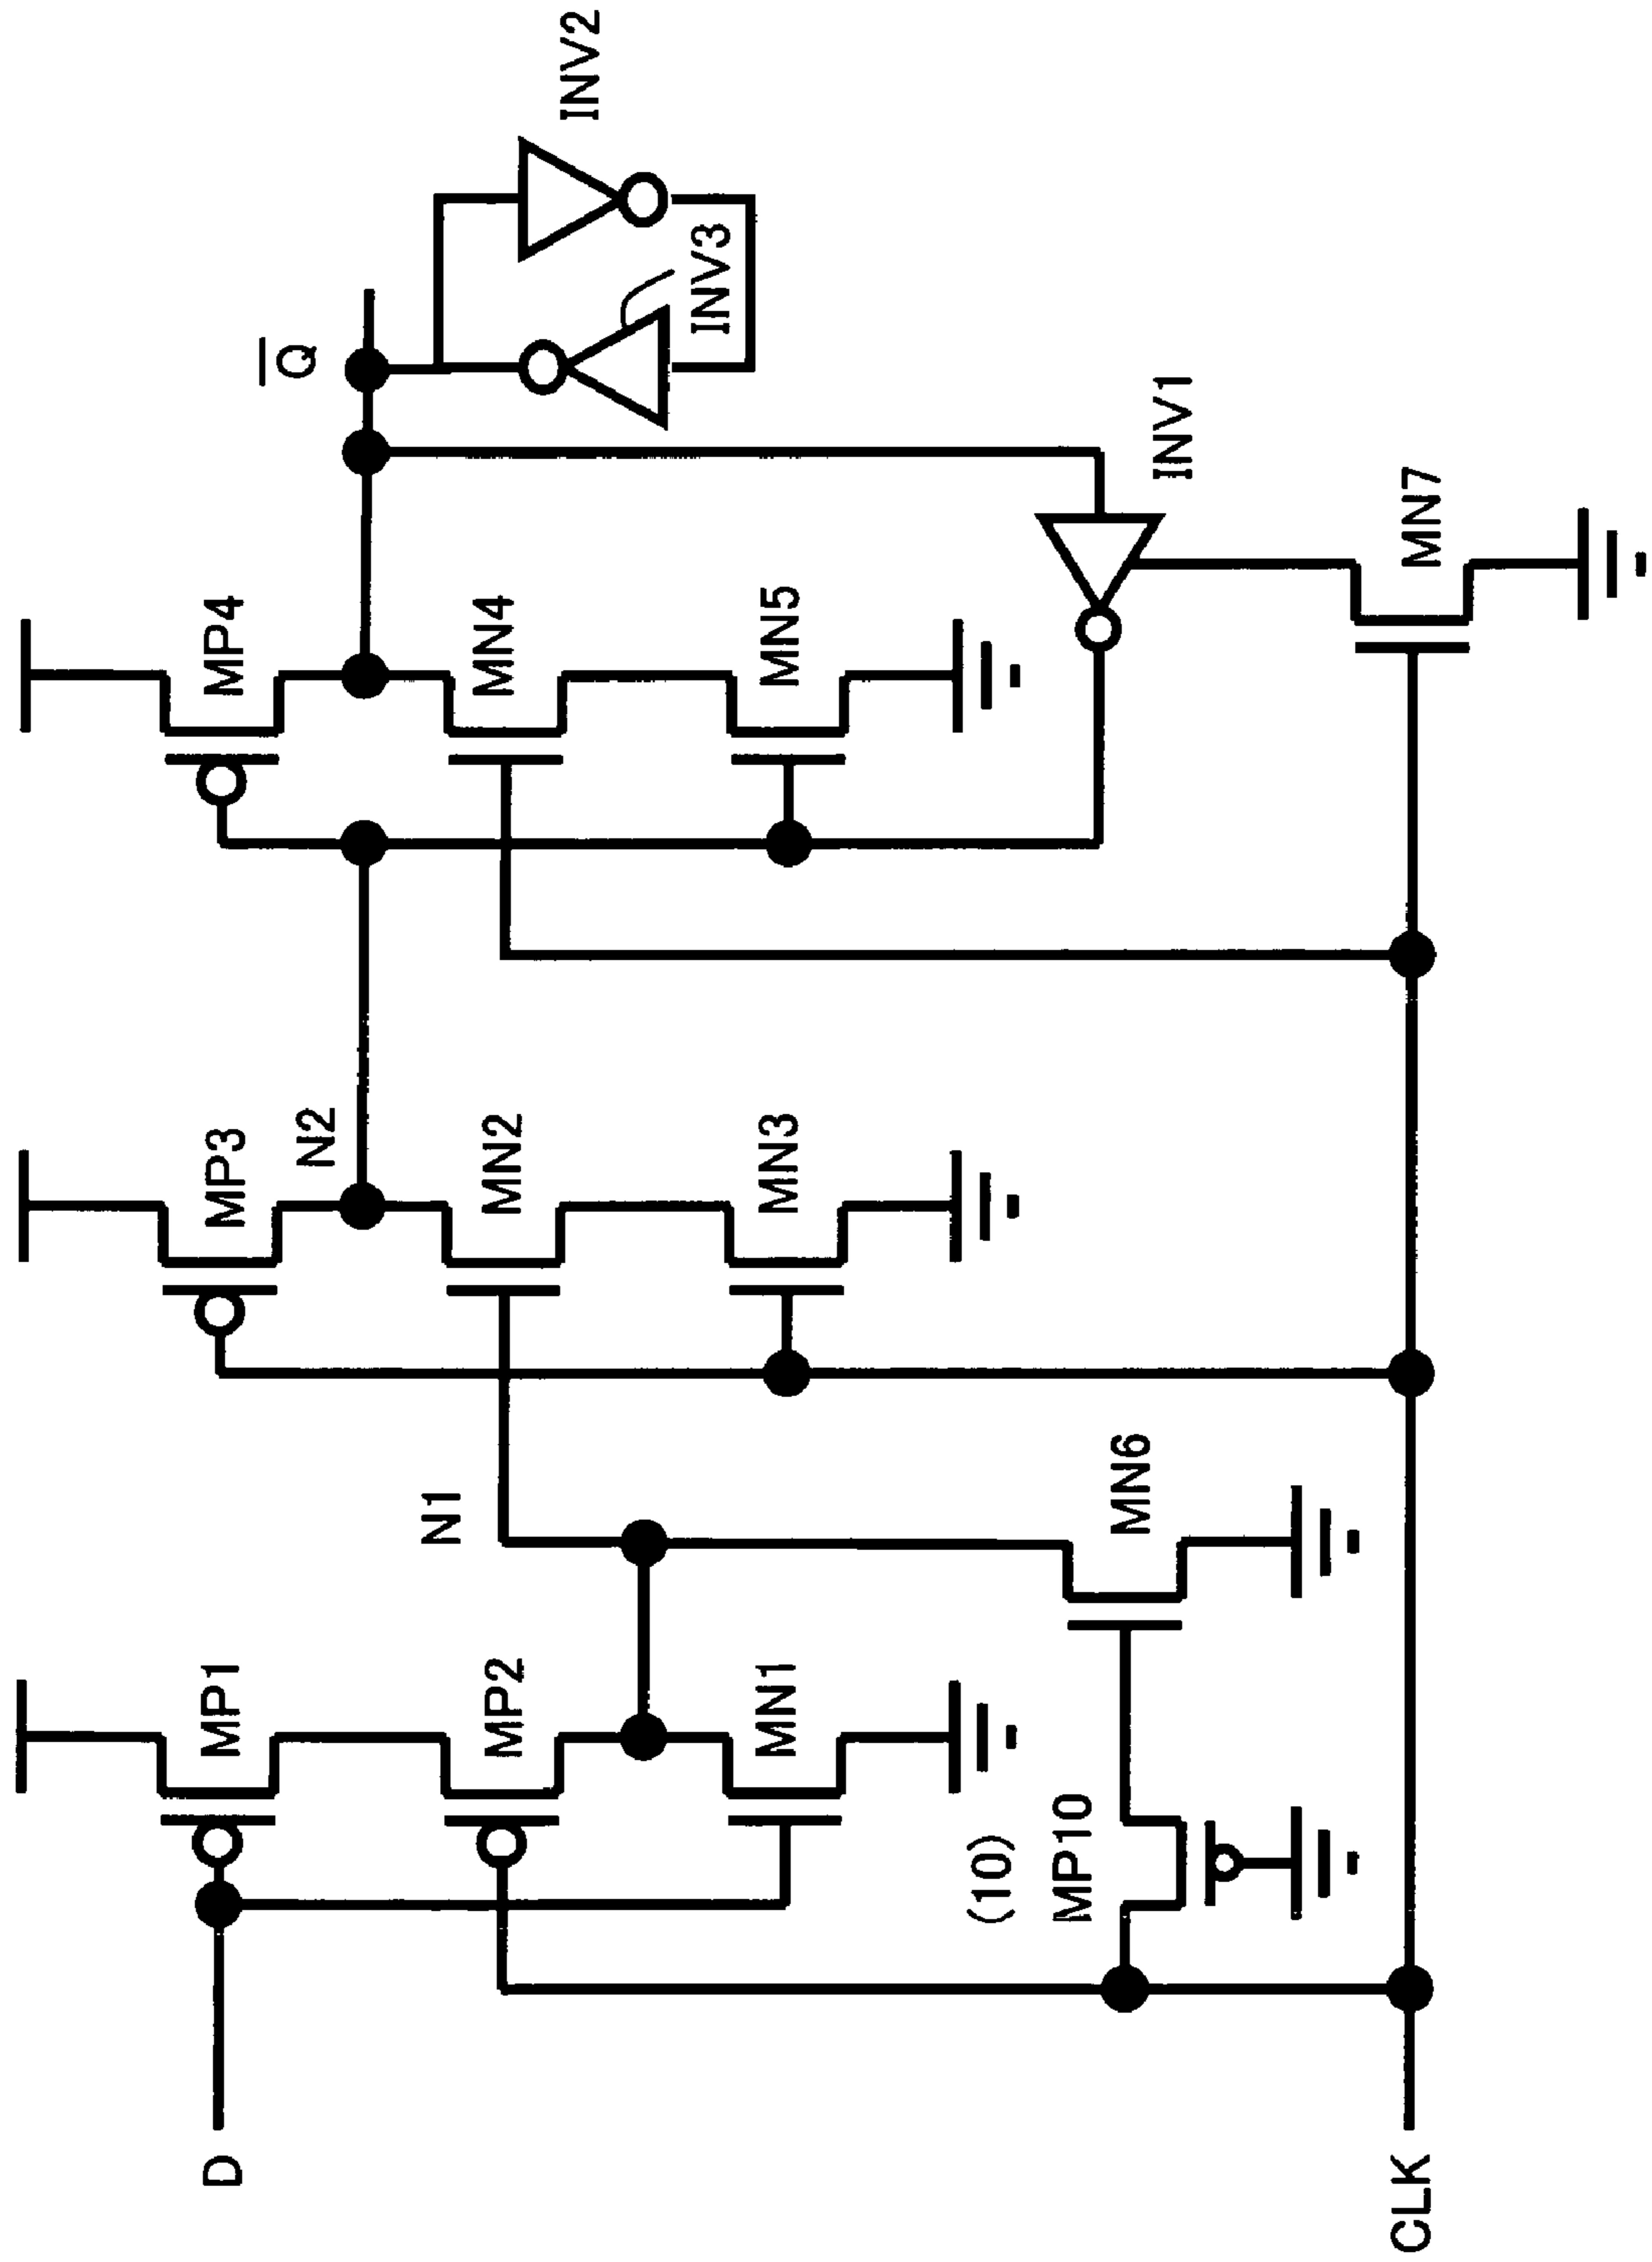 D
CLK
MP1
MP2
MN1
(10)
MP10
N1
MN6
MP3
N2
MN2
MN3
MP4
MN4
MN5
INV1
MN7
Q
INV3
INV2